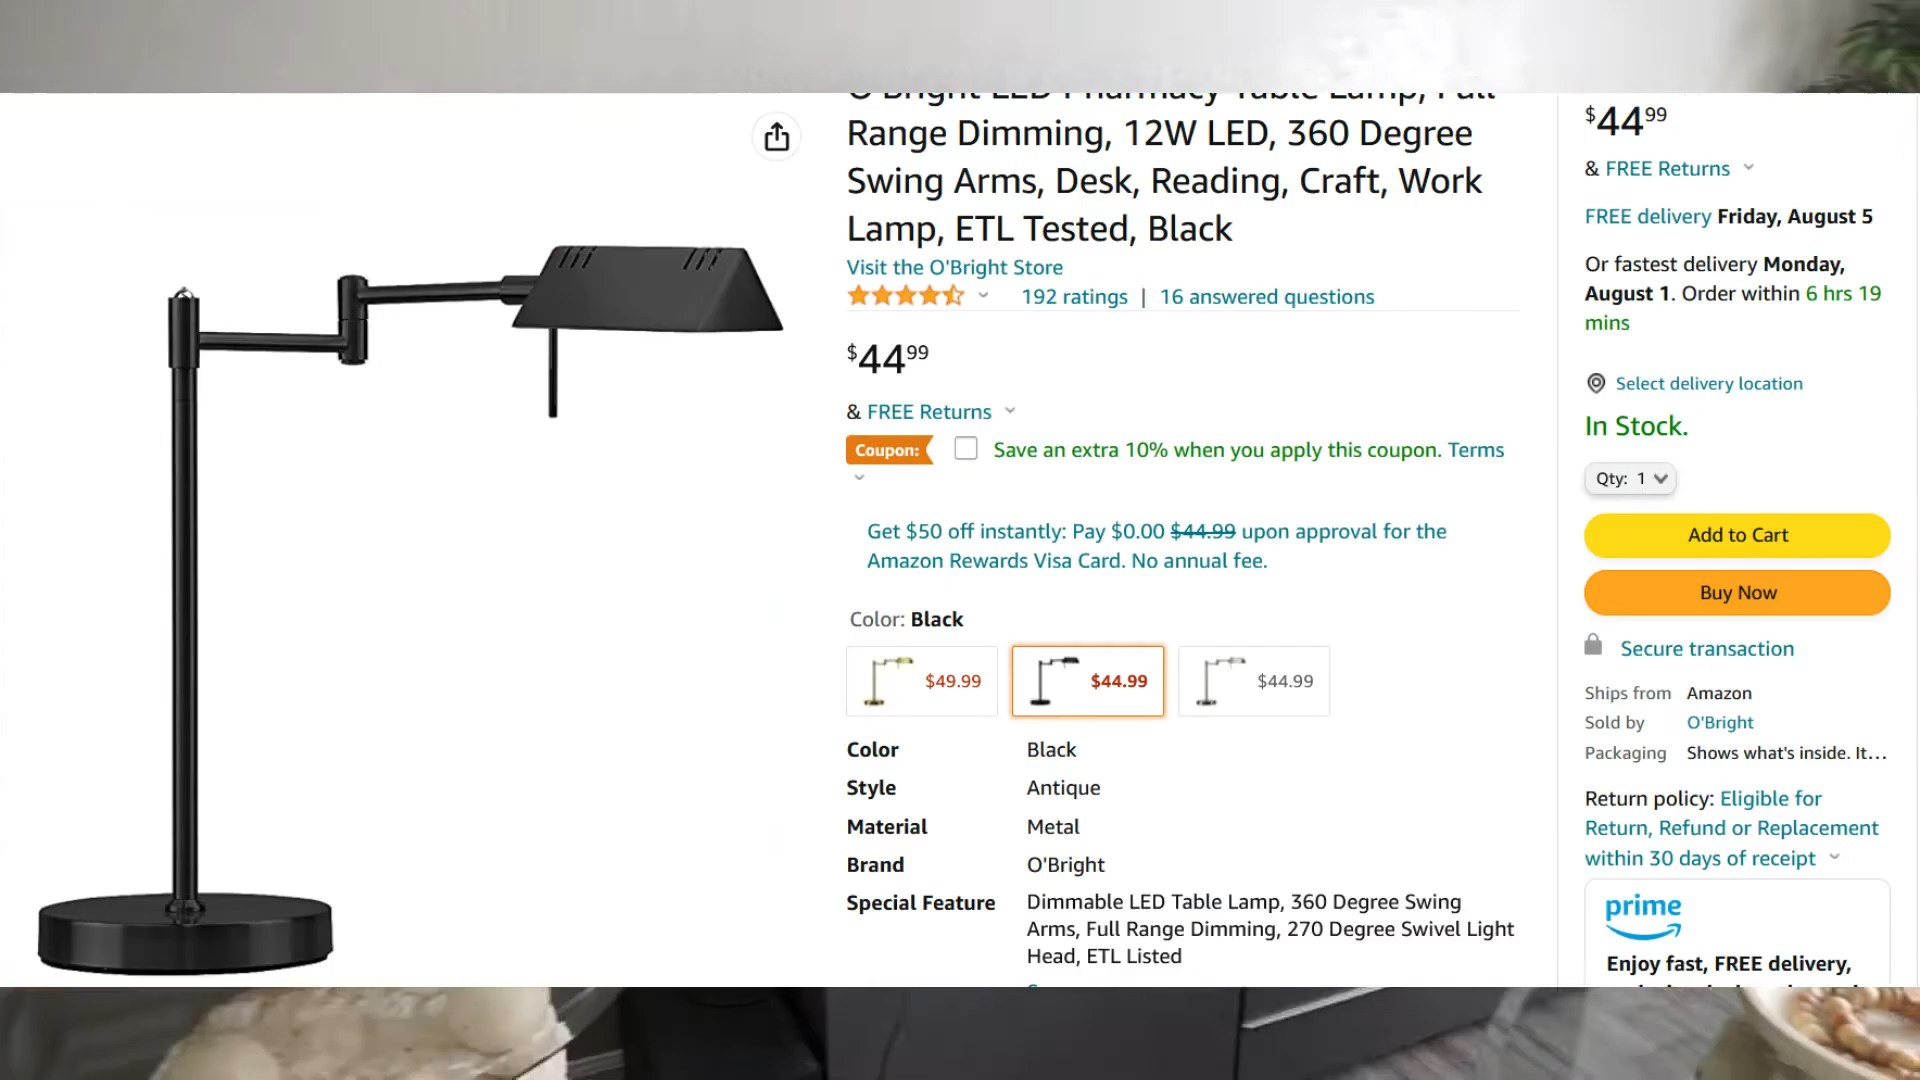 O'Bright LED Pharmacy Table Lamp, Full
Range Dimming, 12W LED, 360 Degree
Swing Arms, Desk, Reading, Craft, Work
Lamp, ETL Tested, Black
Visit the O'Bright Store
192 ratings | 16 answered questions
$44 99
& FREE Returns
Coupon: Save an extra 10% when you apply this coupon. Terms
Get $50 off instantly: Pay $0.00 $44.99 upon approval for the
Amazon Rewards Visa Card. No annual fee.
Color: Black
$49.99 $44.99 $44.99
Color Black
Style Antique
Material Metal
Brand O'Bright
Special Feature Dimmable LED Table Lamp, 360 Degree Swing
Arms, Full Range Dimming, 270 Degree Swivel Light
Head, ETL Listed
$44 99
& FREE Returns
FREE delivery Friday, August 5
Or fastest delivery Monday,
August 1. Order within 6 hrs 19
mins
Select delivery location
In Stock.
Qty: 1
Add to Cart
Buy Now
Secure transaction
Ships from Amazon
Sold by O'Bright
Packaging Shows what's inside. It…
Return policy: Eligible for
Return, Refund or Replacement
within 30 days of receipt
prime
Enjoy fast, FREE delivery,